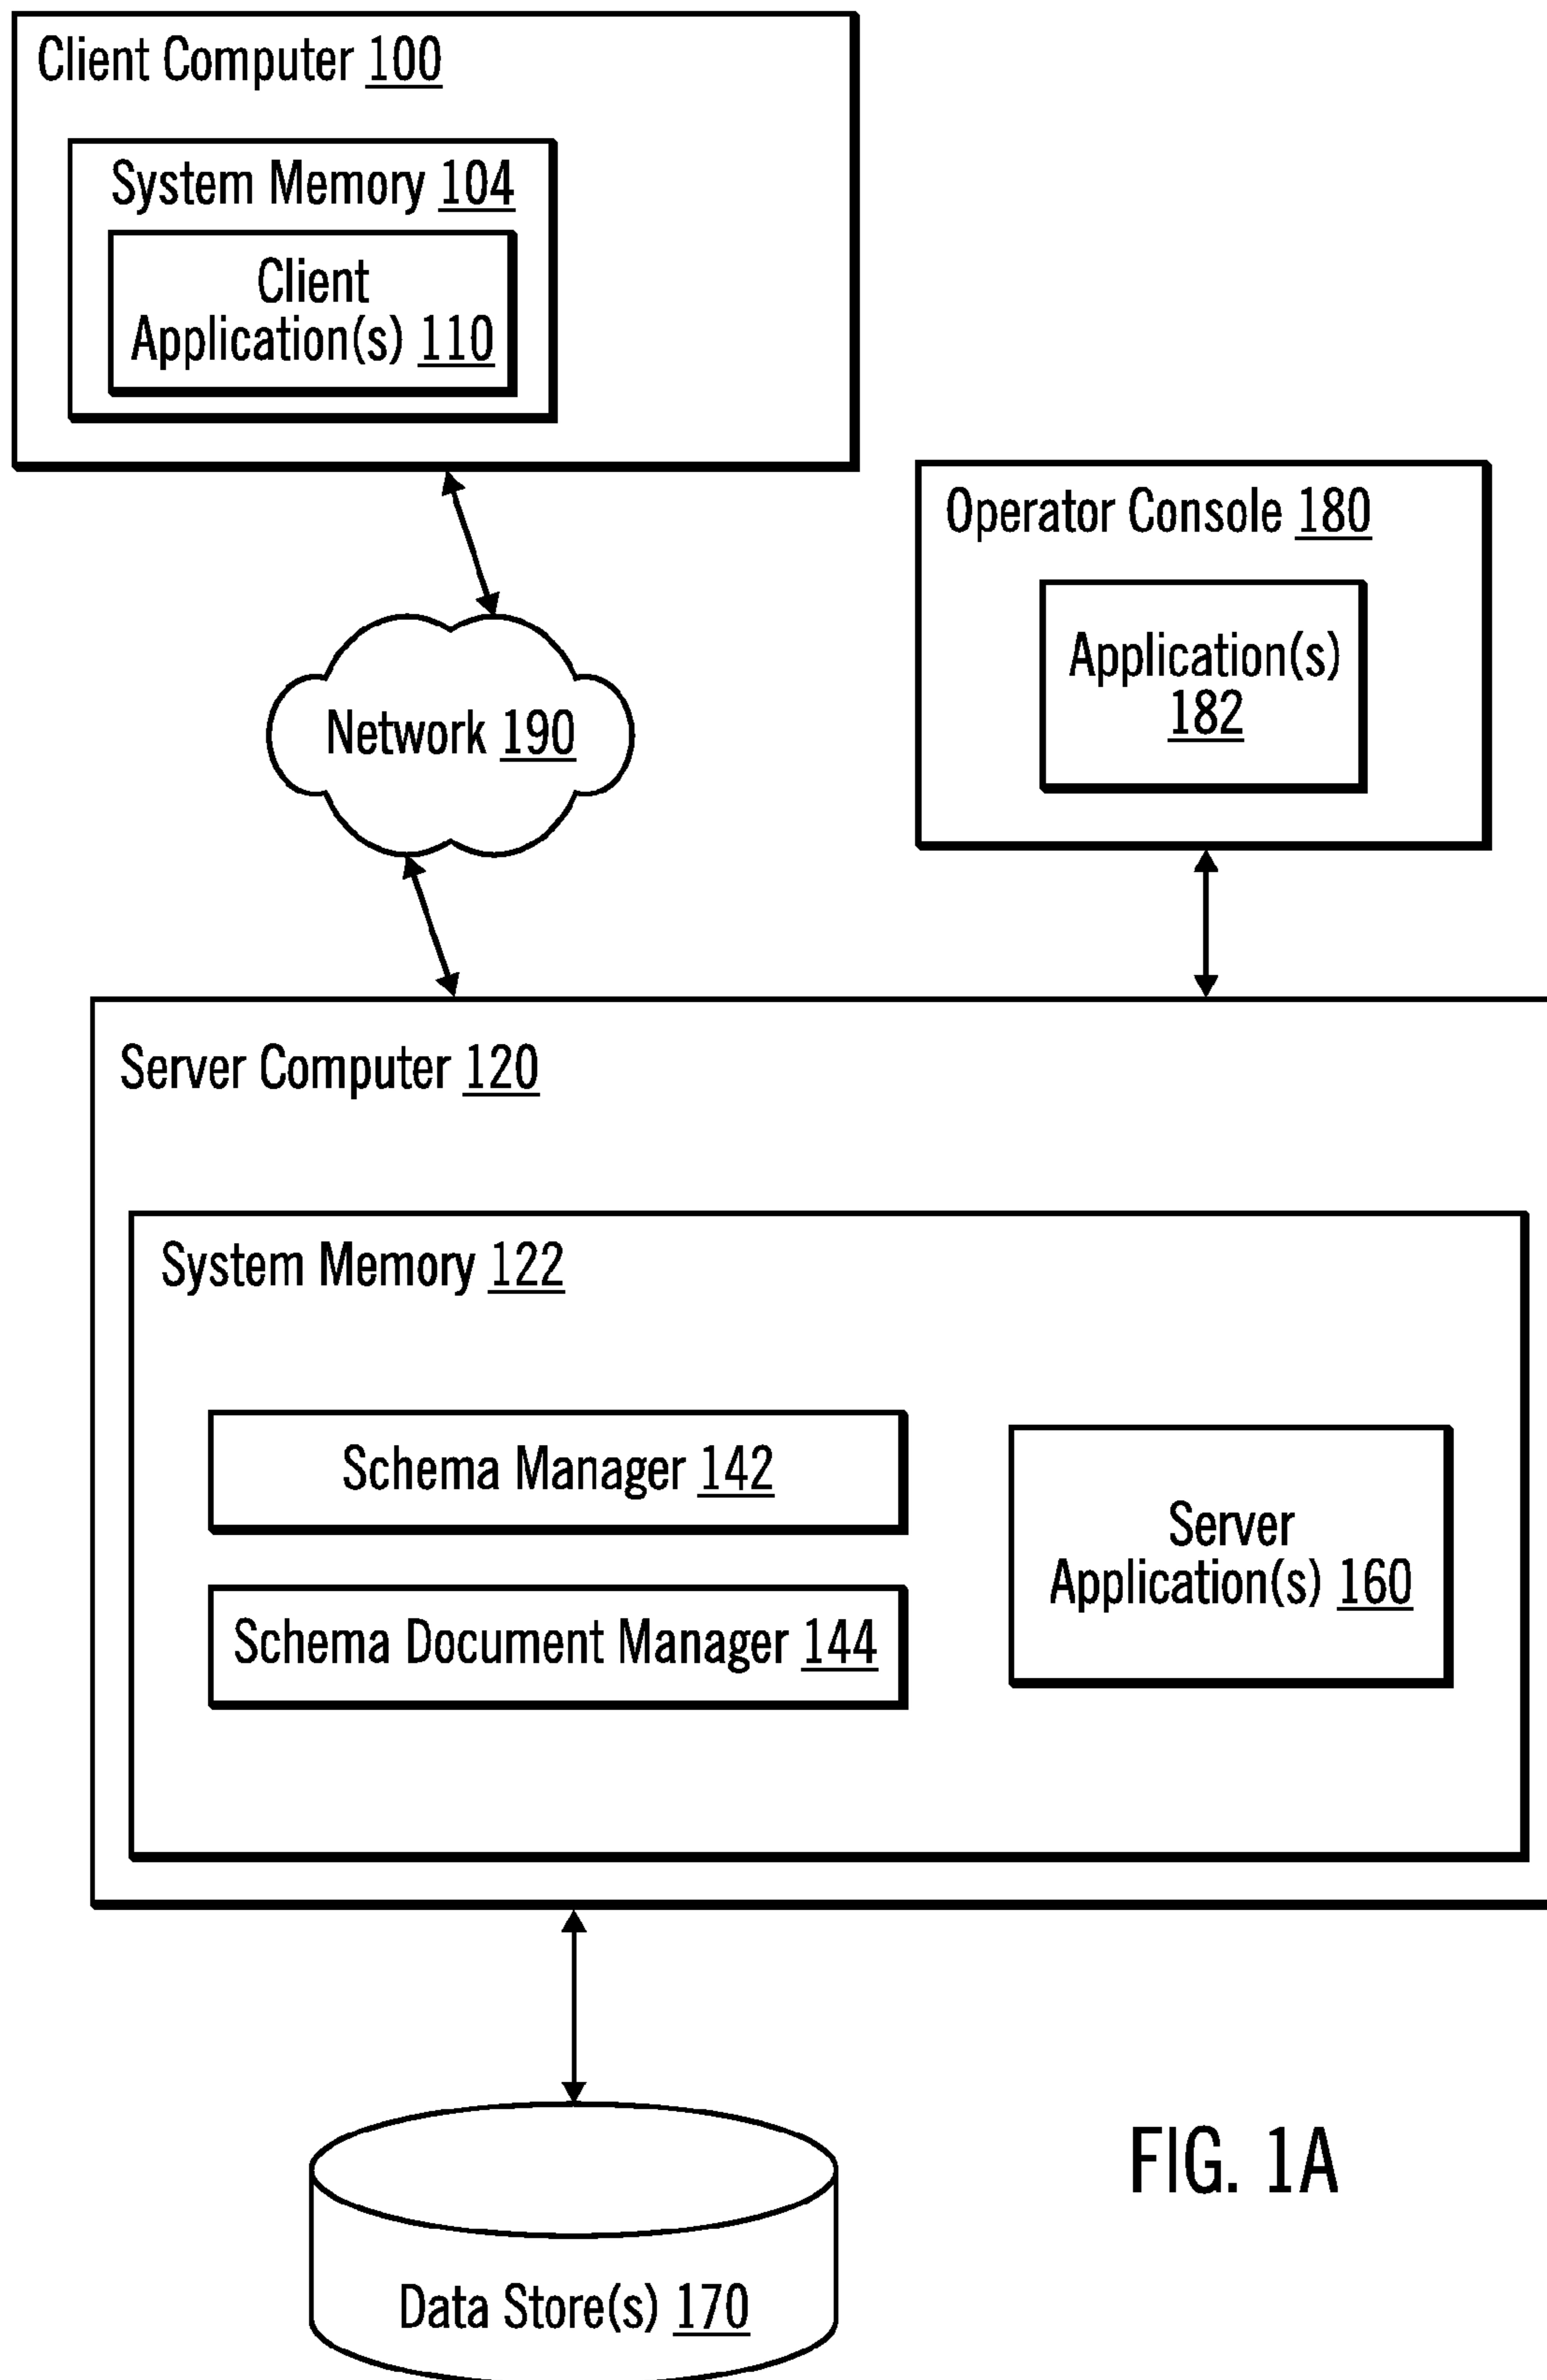 Client Computer 100
System Memory 104
Client
Application(s) 110
Operator Console 180
Application(s)
182
Network 190
Server Computer 120
System Memory 122
Schema Manager 142
Schema Document Manager 144
Server
Application(s) 160
Data Store(s) 170
FIG. 1A